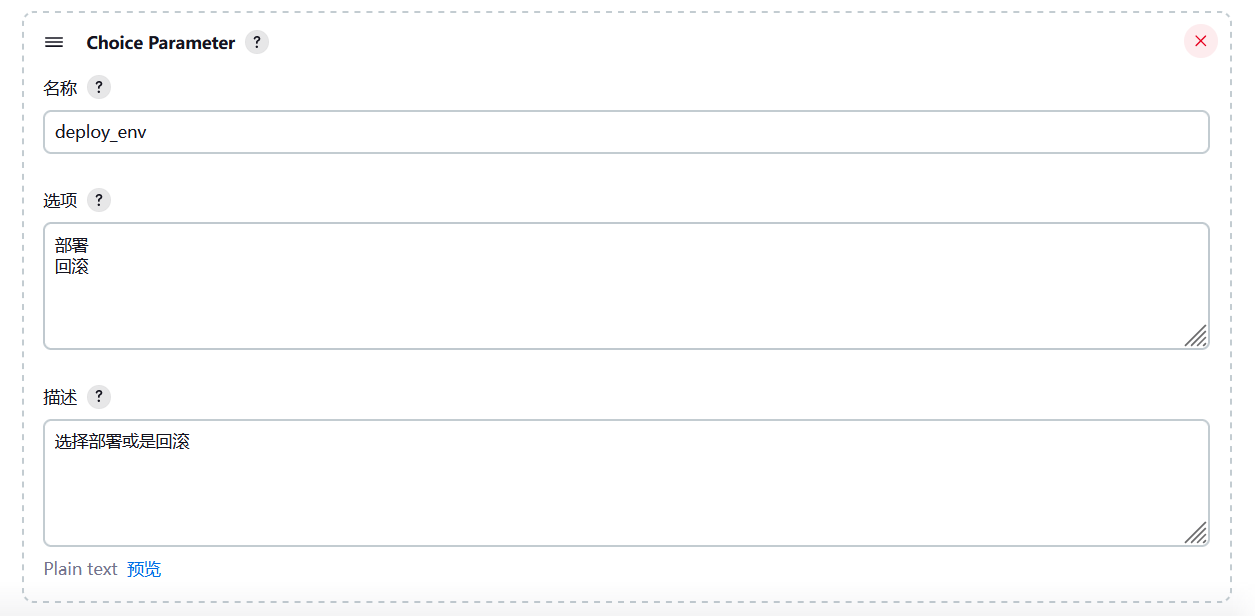 Choice Parameter ?
名称 ?
deploy_env
选项 ?
部署
回滚
描述 ?
选择部署或是回滚
Plain text 预览